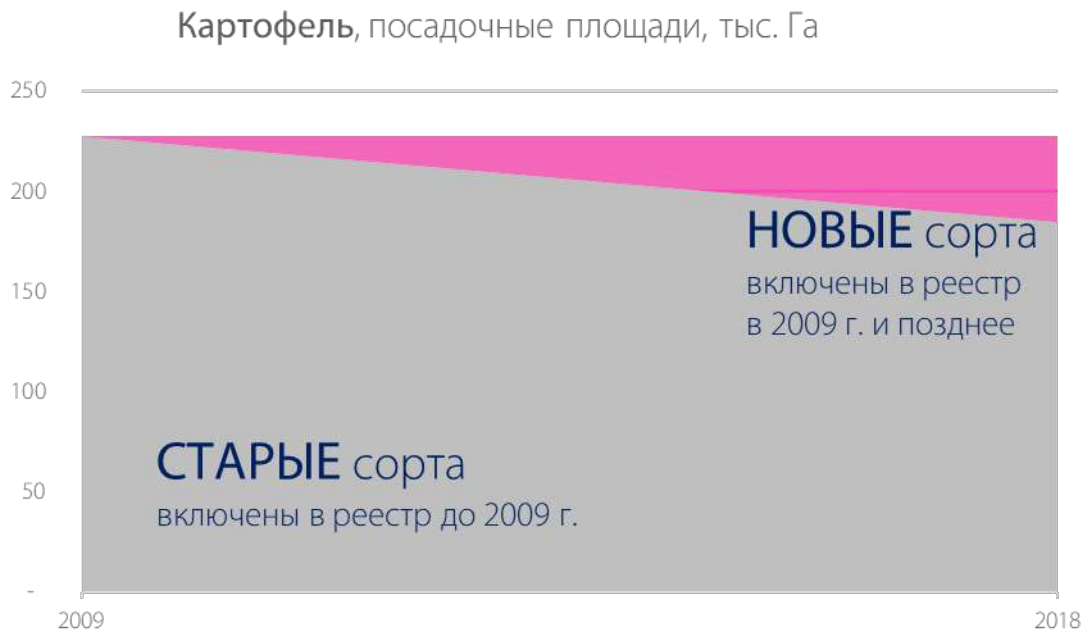 Картофель, посадочные площади, тыс. Га
250
200
НОВЫЕ сорта
150
включены в реестр
в 2009 г. и позднее
100
СТАРЫЕ сорта
50
включены в реестр до 2009 г.
-
2009
2018